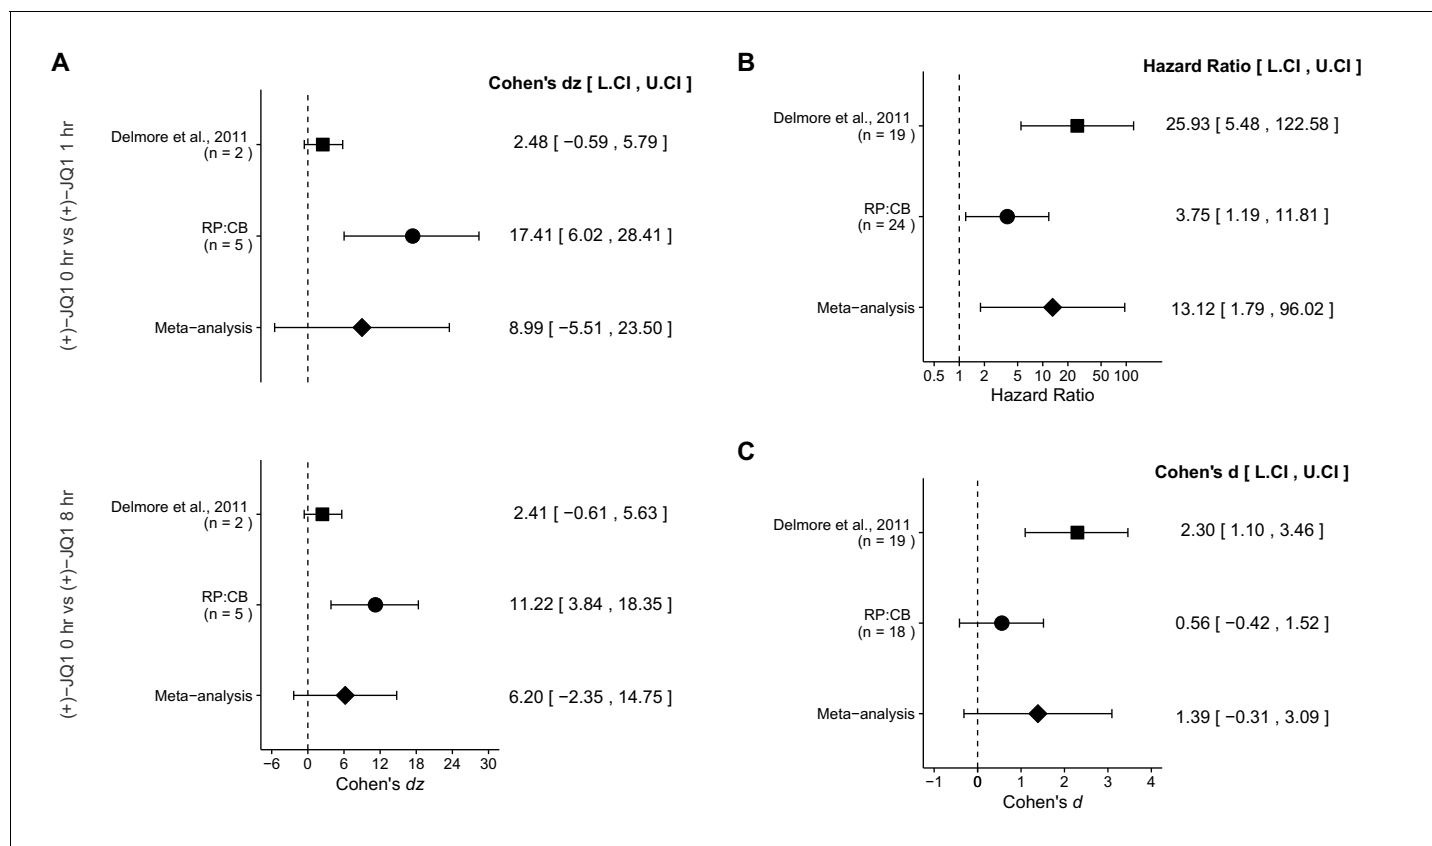 A
Cohen's dz [ L.CI , U.CI ]
(+)−JQ1 0 hr vs (+)−JQ1 1 hr
Delmore et al., 2011
(n = 2 )
2.48 [ −0.59 , 5.79 ]
RP:CB
(n = 5 )
17.41 [ 6.02 , 28.41 ]
Meta−analysis
8.99 [ −5.51 , 23.50 ]
(+)−JQ1 0 hr vs (+)−JQ1 8 hr
Delmore et al., 2011
(n = 2 )
2.41 [ −0.61 , 5.63 ]
RP:CB
(n = 5 )
11.22 [ 3.84 , 18.35 ]
Meta−analysis
6.20 [ −2.35 , 14.75 ]
−6 0 6 12 18 24 30
Cohen's dz
B
Hazard Ratio [ L.CI , U.CI ]
Delmore et al., 2011
(n = 19 )
25.93 [ 5.48 , 122.58 ]
RP:CB
(n = 24 )
3.75 [ 1.19 , 11.81 ]
Meta−analysis
13.12 [ 1.79 , 96.02 ]
0.5 1 2 5 10 20 50 100
Hazard Ratio
C
Cohen's d [ L.CI , U.CI ]
Delmore et al., 2011
(n = 19 )
2.30 [ 1.10 , 3.46 ]
RP:CB
(n = 18 )
0.56 [ −0.42 , 1.52 ]
Meta−analysis
1.39 [ −0.31 , 3.09 ]
−1 0 1 2 3 4
Cohen's d